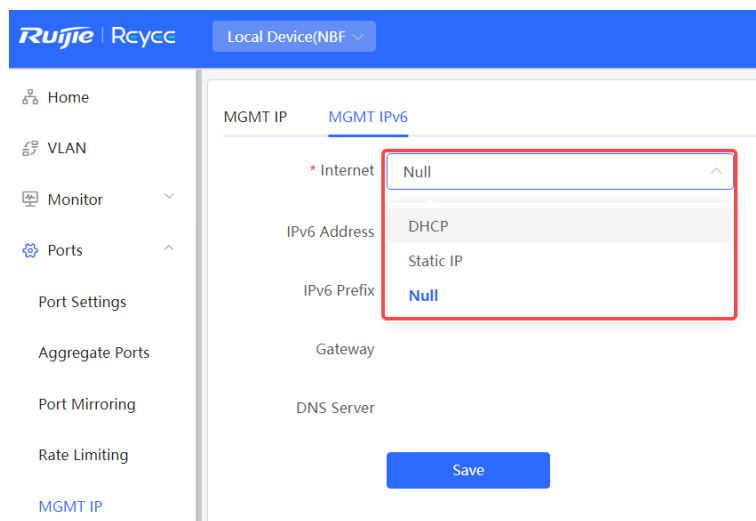 Ruijie | Reyee
Local Device(NBF
Home
VLAN
Monitor
Ports
Port Settings
Aggregate Ports
Port Mirroring
Rate Limiting
MGMT IP
MGMT IP MGMT IPv6
* Internet Null
DHCP
Static IP
Null
IPv6 Address
IPv6 Prefix
Gateway
DNS Server
Save